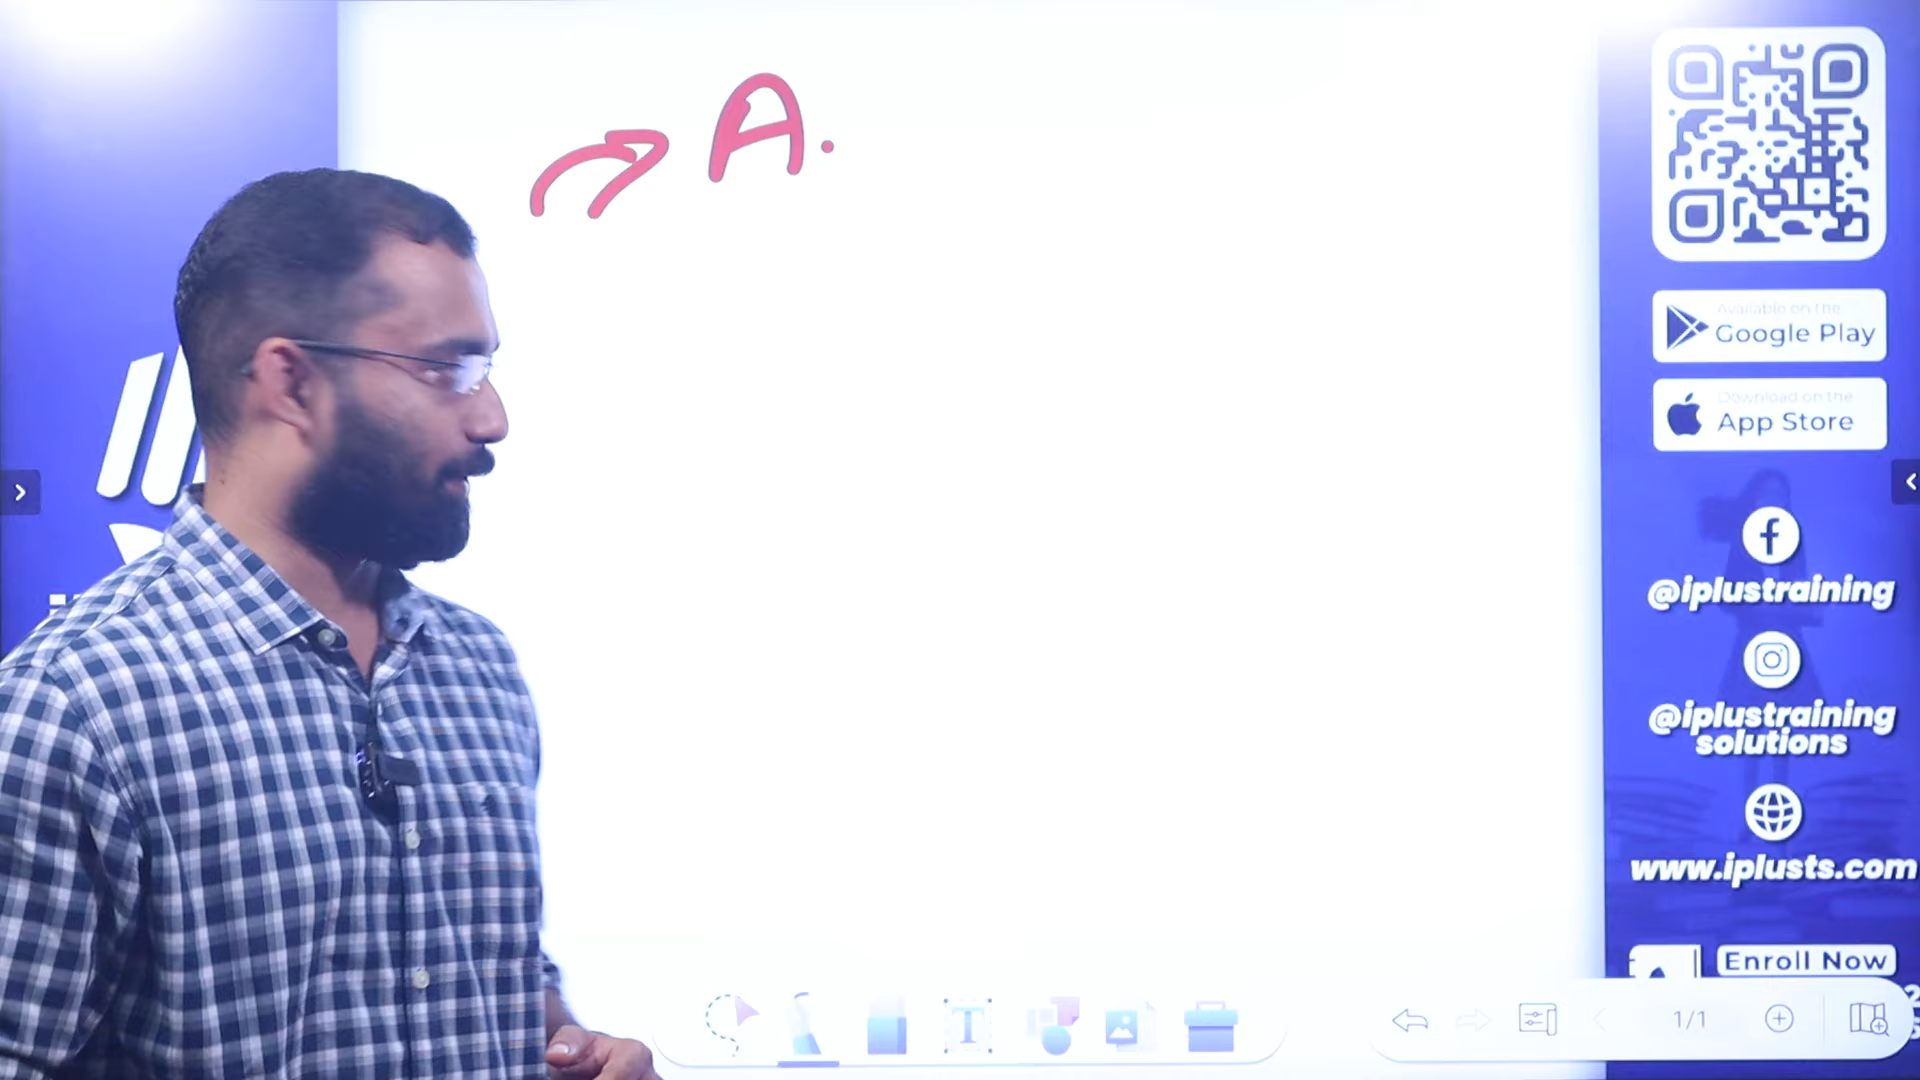 A.
Available on the
Google Play
Download on the
App Store
@iplustraining
@iplustraining
solutions
www.iplusts.com
Enroll Now
T
1/1